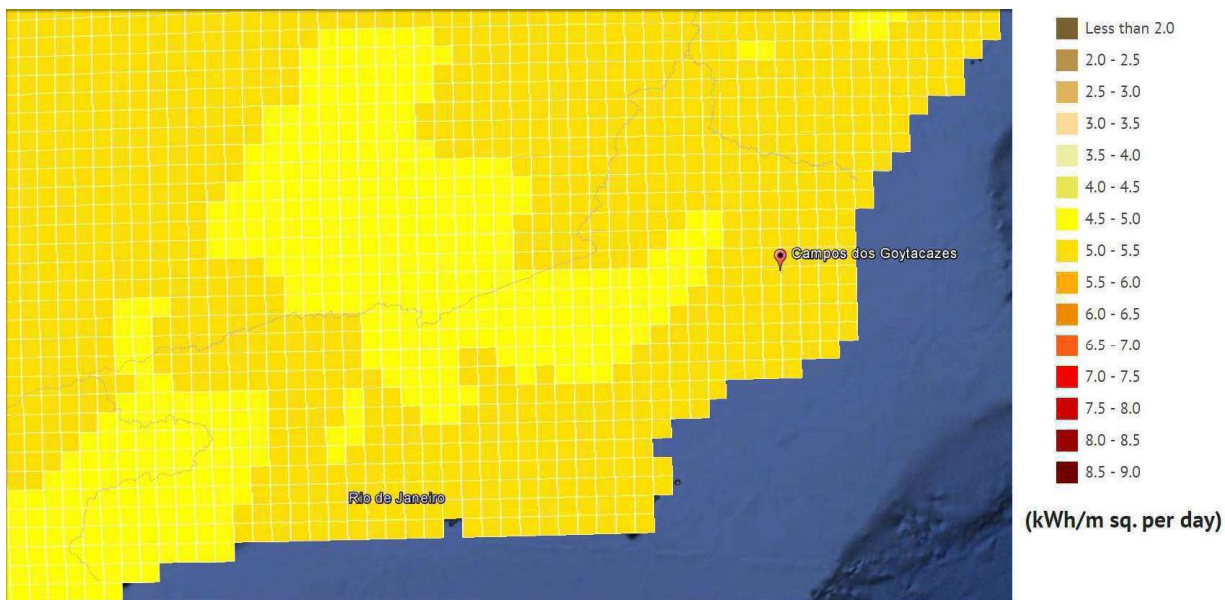 Less than 2.0
2.0 - 2.5
2.5 - 3.0
3.0 - 3.5
3.5 - 4.0
4.0 - 4.5
4.5 - 5.0
Campos dos Goytacazes
5.0 - 5.5
5.5 - 6.0
6.0 - 6.5
6.5 - 7.0
7.0 - 7.5
7.5 - 8.0
8.0 - 8.5
8.5 - 9.0
Rio de Janeiro
(kWh/m sq. per day)